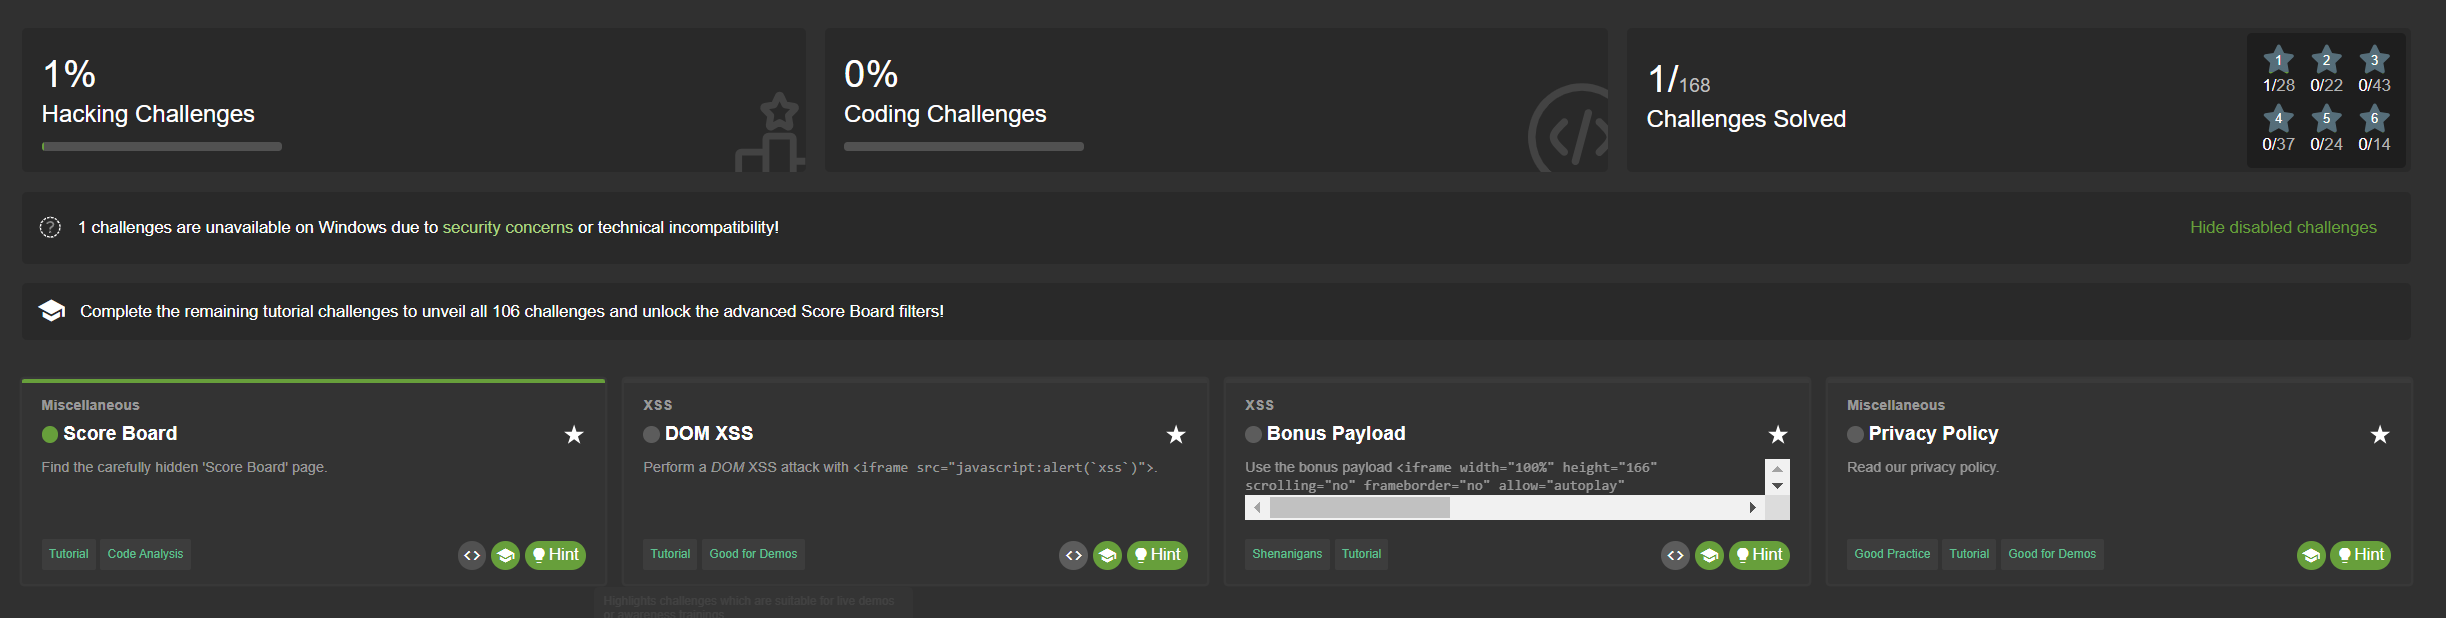 1%
Hacking Challenges
0%
Coding Challenges
1/168
Challenges Solved
1 2 3
1/28 0/22 0/43
4 5 6
0/37 0/24 0/14
1 challenges are unavailable on Windows due to security concerns or technical incompatibility!
Hide disabled challenges
Complete the remaining tutorial challenges to unveil all 106 challenges and unlock the advanced Score Board filters!
Miscellaneous
Score Board
Find the carefully hidden 'Score Board' page.
Tutorial Code Analysis
<> Hint
XSS
DOM XSS
Perform a DOM XSS attack with <iframe src="javascript:alert(`xss`)">.
Tutorial Good for Demos
<> Hint
XSS
Bonus Payload
Use the bonus payload <iframe width="100%" height="166"
scrolling="no" frameborder="no" allow="autoplay"
Shenanigans Tutorial
<> Hint
Miscellaneous
Privacy Policy
Read our privacy policy.
Good Practice Tutorial Good for Demos
Hint
Highlights challenges which are suitable for live demos
or awareness trainings